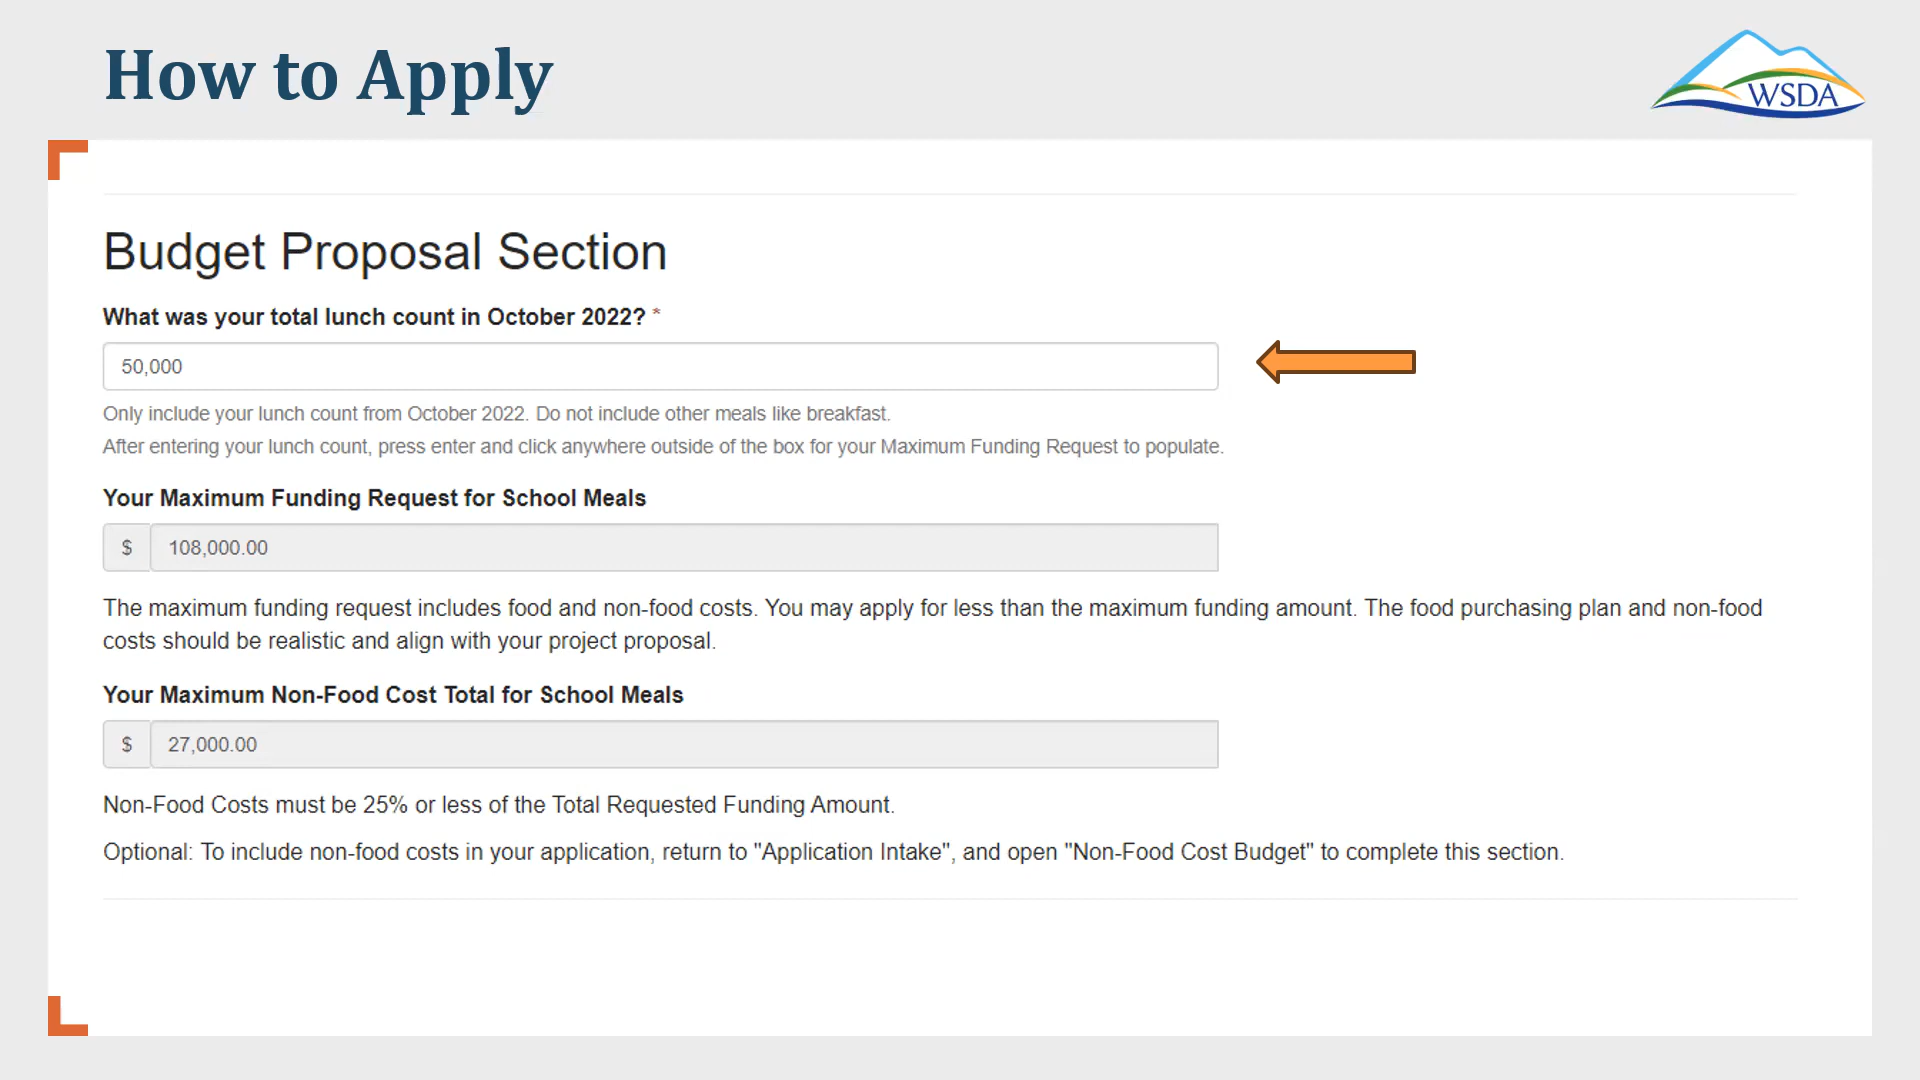 How to Apply
WSDA
Budget Proposal Section
What was your total lunch count in October 2022? *
50,000
Only include your lunch count from October 2022. Do not include other meals like breakfast.
After entering your lunch count, press enter and click anywhere outside of the box for your Maximum Funding Request to populate.
Your Maximum Funding Request for School Meals
$ 108,000.00
The maximum funding request includes food and non-food costs. You may apply for less than the maximum funding amount. The food purchasing plan and non-food
costs should be realistic and align with your project proposal.
Your Maximum Non-Food Cost Total for School Meals
$ 27,000.00
Non-Food Costs must be 25% or less of the Total Requested Funding Amount.
Optional: To include non-food costs in your application, return to "Application Intake", and open "Non-Food Cost Budget" to complete this section.